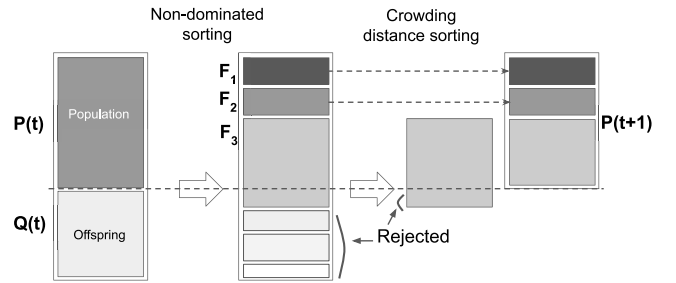 Non-dominated
sorting
Crowding
distance sorting
P(t)
Population
F1
F2
F3
P(t+1)
Q(t)
Offspring
Rejected